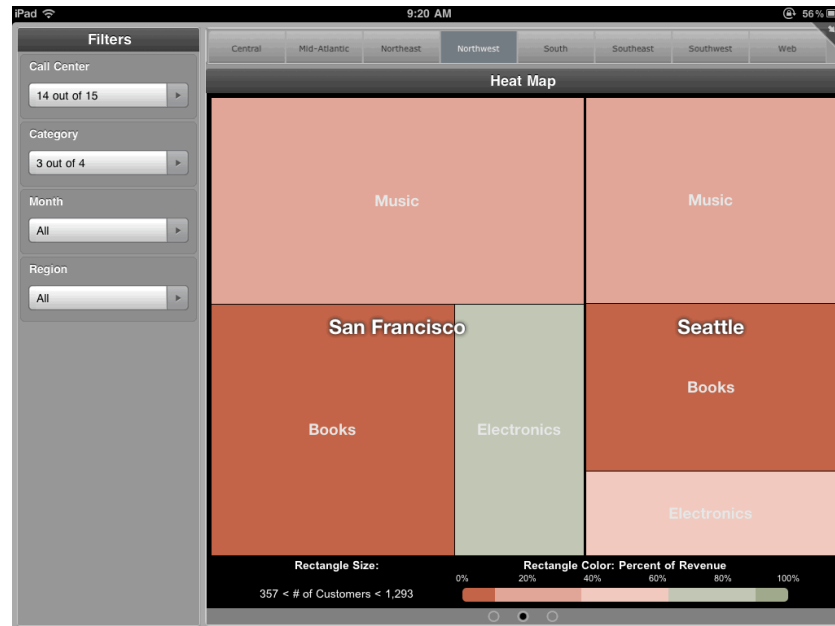 iPad 9:20 AM 56%
Filters
Call Center
14 out of 15
Category
3 out of 4
Month
All
Region
All
Central Mid-Atlantic Northeast Northwest South Southeast Southwest Web
Heat Map
Music Music
San Francisco Seattle
Books
Books Electronics
Electronics
Rectangle Size: Rectangle Color: Percent of Revenue
0% 20% 40% 60% 80% 100%
357 < # of Customers < 1,293